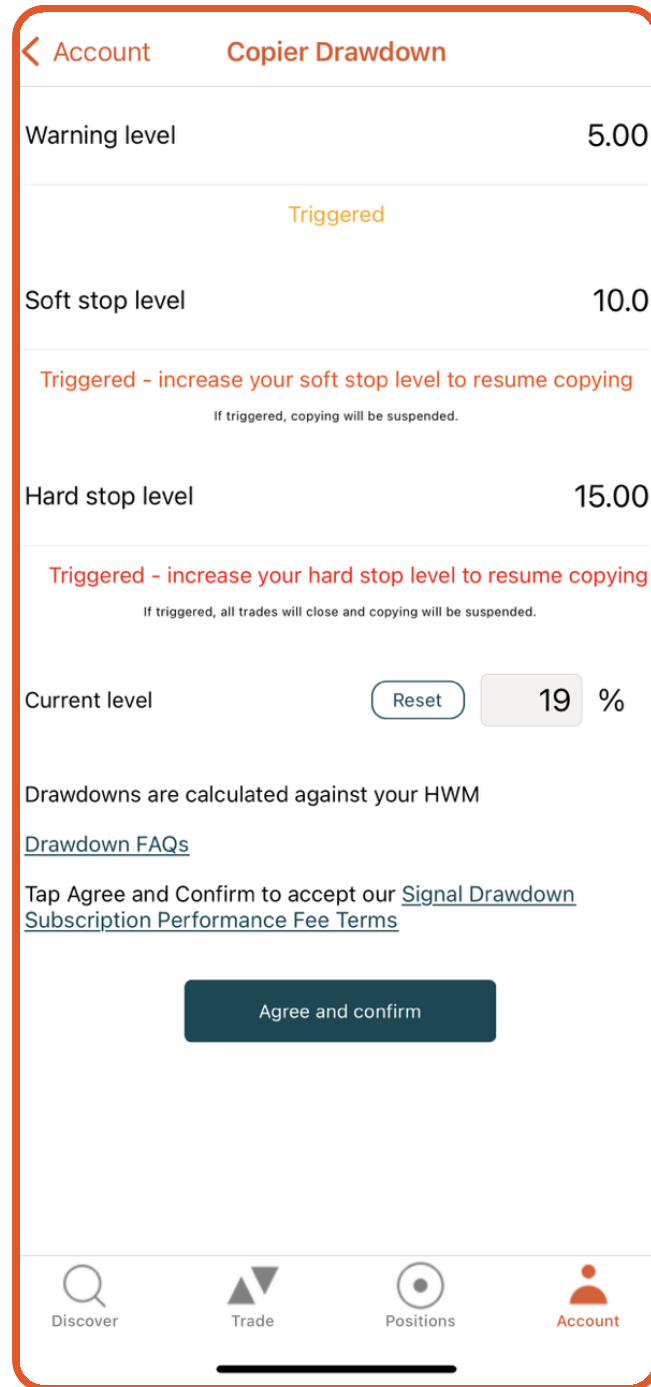 Account Copier Drawdown
Warning level 5.00
Triggered
Soft stop level 10.0
Triggered - increase your soft stop level to resume copying
If triggered, copying will be suspended.
Hard stop level 15.00
Triggered - increase your hard stop level to resume copying
If triggered, all trades will close and copying will be suspended.
Current level Reset 19 %
Drawdowns are calculated against your HWM
Drawdown FAQs
Tap Agree and Confirm to accept our Signal Drawdown
Subscription Performance Fee Terms
Agree and confirm
Discover Trade Positions Account